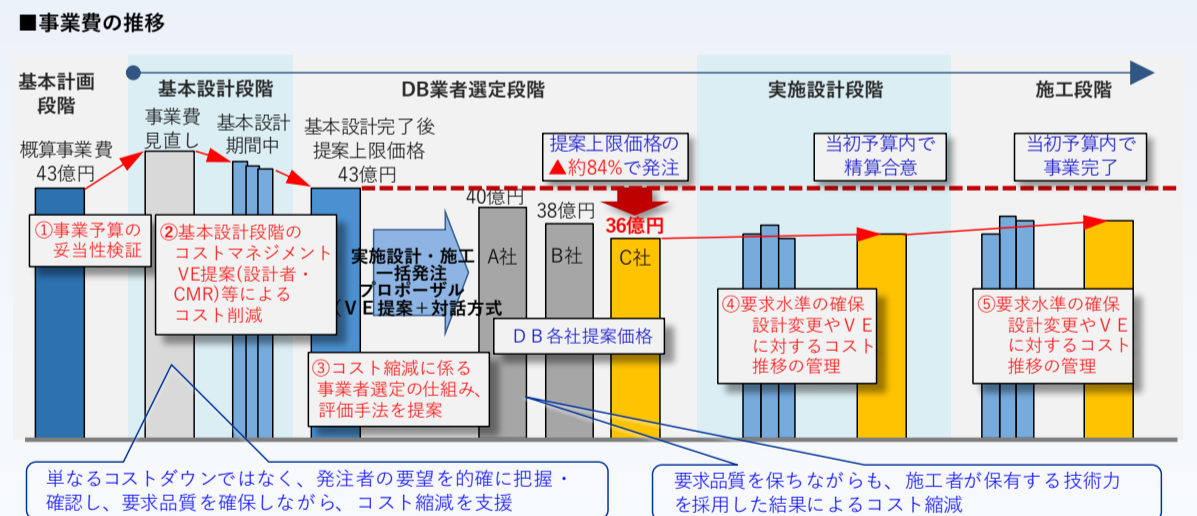 ■事業費の推移
基本計画
段階
基本設計段階
DB業者選定段階
実施設計段階
施工段階
概算事業費
43億円
事業費
見直し
基本設計
期間中
基本設計完了後
提案上限価格
43億円
提案上限価格の
▲約84%で発注
当初予算内で
精算合意
当初予算内で
事業完了
①事業予算の
妥当性検証
②基本設計段階の
コストマネジメント
VE提案(設計者・
CMR)等による
コスト削減
実施設計・施工
一括発注
プロポーザル
(ＶＥ提案＋対話方式
40億円
A社
38億円
B社
36億円
C社
ＤＢ各社提案価格
③コスト縮減に係る
事業者選定の仕組み、
評価手法を提案
④要求水準の確保
設計変更やＶＥ
に対するコスト
推移の管理
⑤要求水準の確保
設計変更やＶＥ
に対するコスト
推移の管理
単なるコストダウンではなく、発注者の要望を的確に把握・
確認し、要求品質を確保しながら、コスト縮減を支援
要求品質を保ちながらも、施工者が保有する技術力
を採用した結果によるコスト縮減